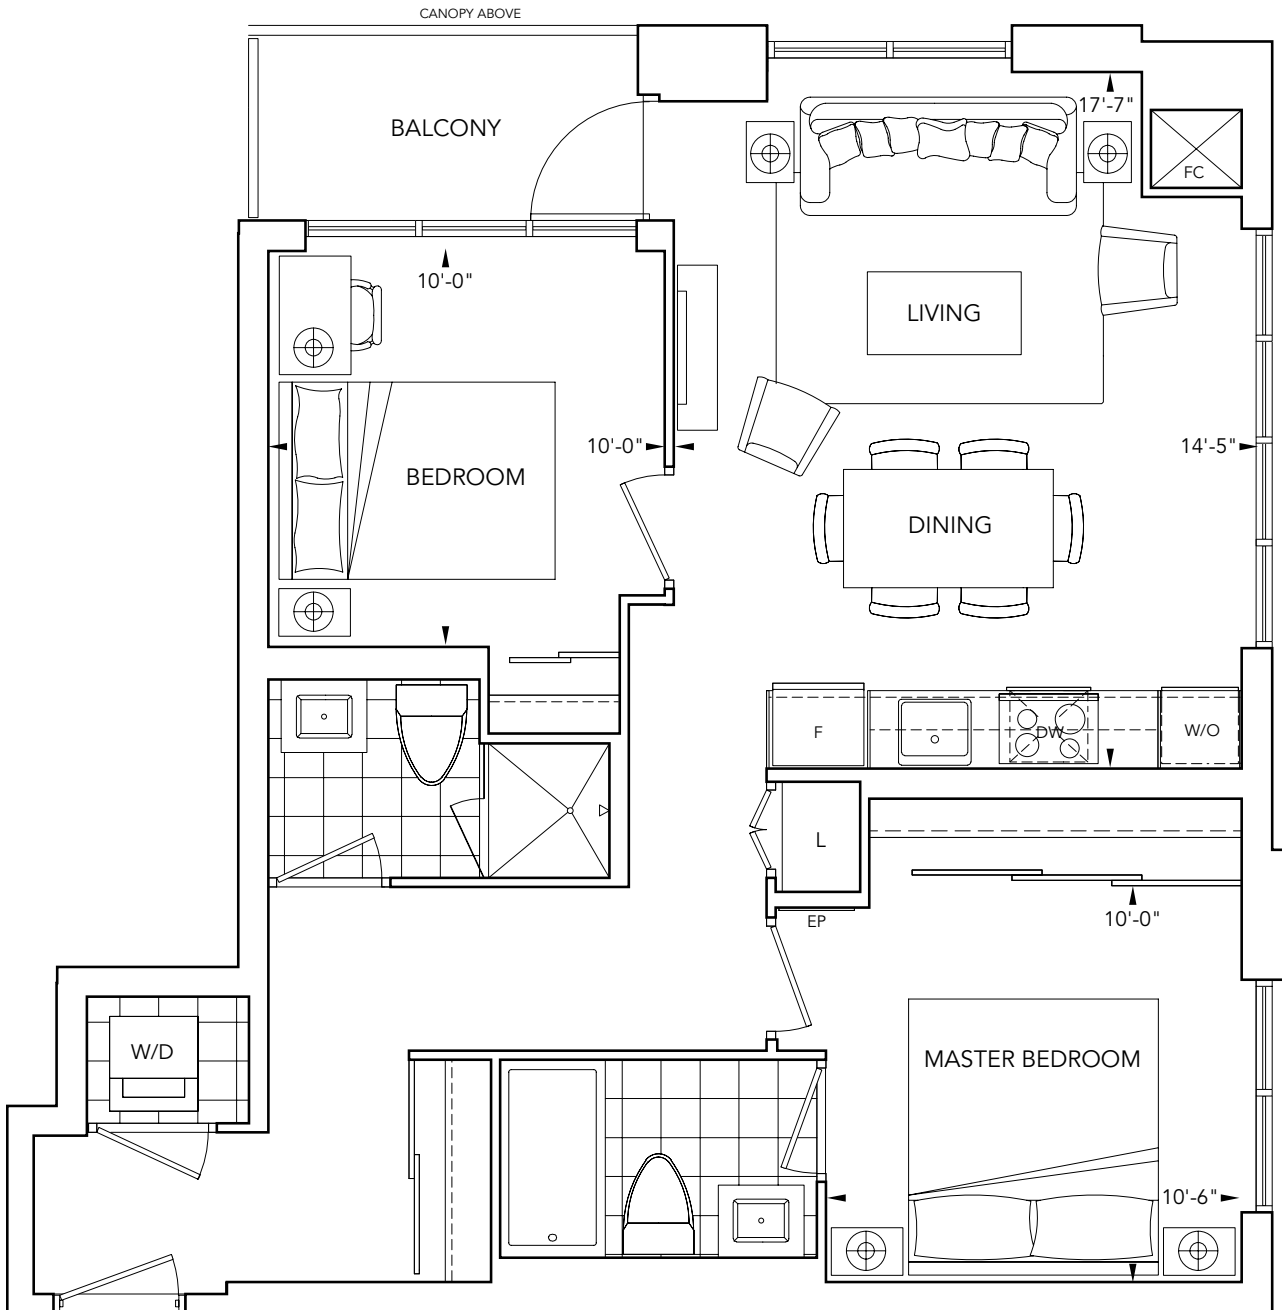 CANOPY ABOVE
17'-7"
BALCONY
FC
10'-0"
LIVING
10'-0"
14'-5"
BEDROOM
DINING
F
DW
W/O
L
EP
10'-0"
W/D
MASTER BEDROOM
10'-6"